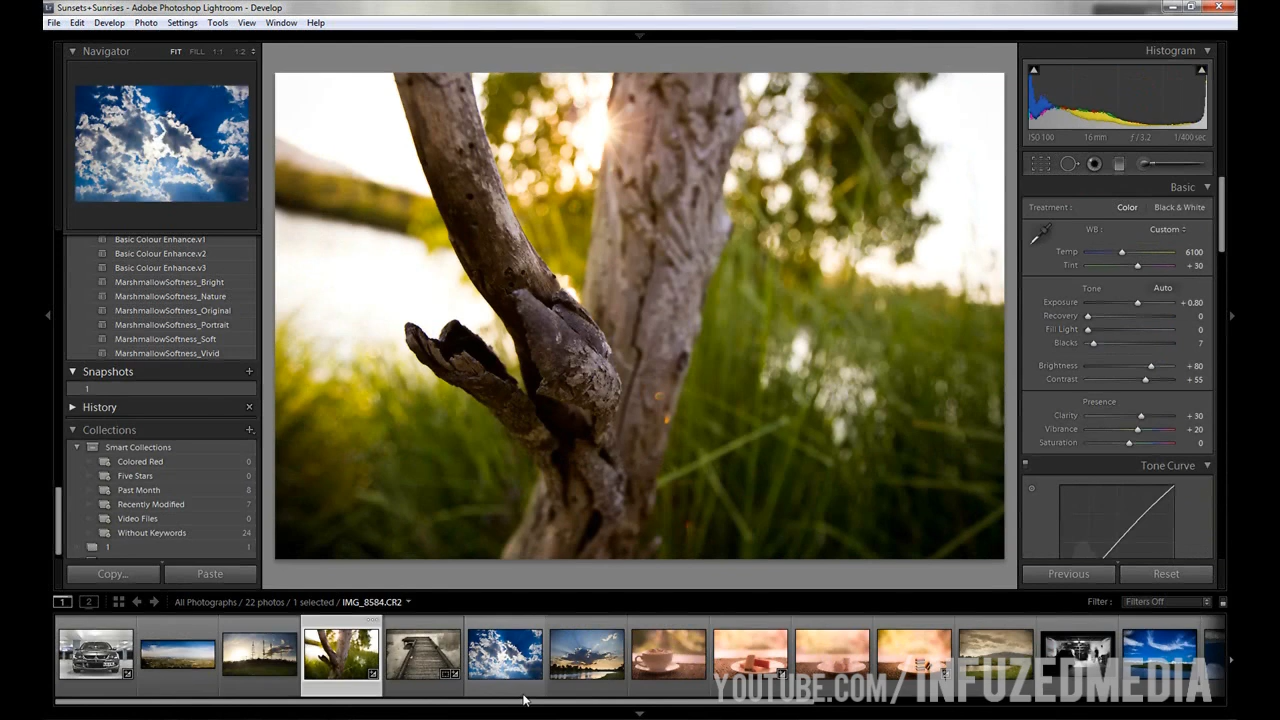 Sunsets+Sunrises - Adobe Photoshop Lightroom - Develop
File Edit Develop Photo Settings Tools View Window Help
Navigator FIT FILL 1:1 1:2
Basic Colour Enhance.v1
Basic Colour Enhance.v2
Basic Colour Enhance.v3
MarshmallowSoftness_Bright
MarshmallowSoftness_Nature
MarshmallowSoftness_Original
MarshmallowSoftness_Portrait
MarshmallowSoftness_Soft
MarshmallowSoftness_Vivid
Snapshots
1
History
Collections
Smart Collections
Colored Red 0
Five Stars 0
Past Month 8
Recently Modified 7
Video Files 0
Without Keywords 24
1 1
Copy... Paste
Histogram
ISO 100 16 mm ƒ/3.2 1/400 sec
Basic
Treatment : Color Black & White
WB : Custom
Temp 6100
Tint + 30
Tone Auto
Exposure + 0.80
Recovery 0
Fill Light 0
Blacks 7
Brightness + 80
Contrast + 55
Presence
Clarity + 30
Vibrance + 20
Saturation 0
Tone Curve
Previous Reset
1 2 All Photographs / 22 photos / 1 selected / IMG_8584.CR2 Filter : Filters Off
YOUTUBE.COM/INFUZEDMEDIA